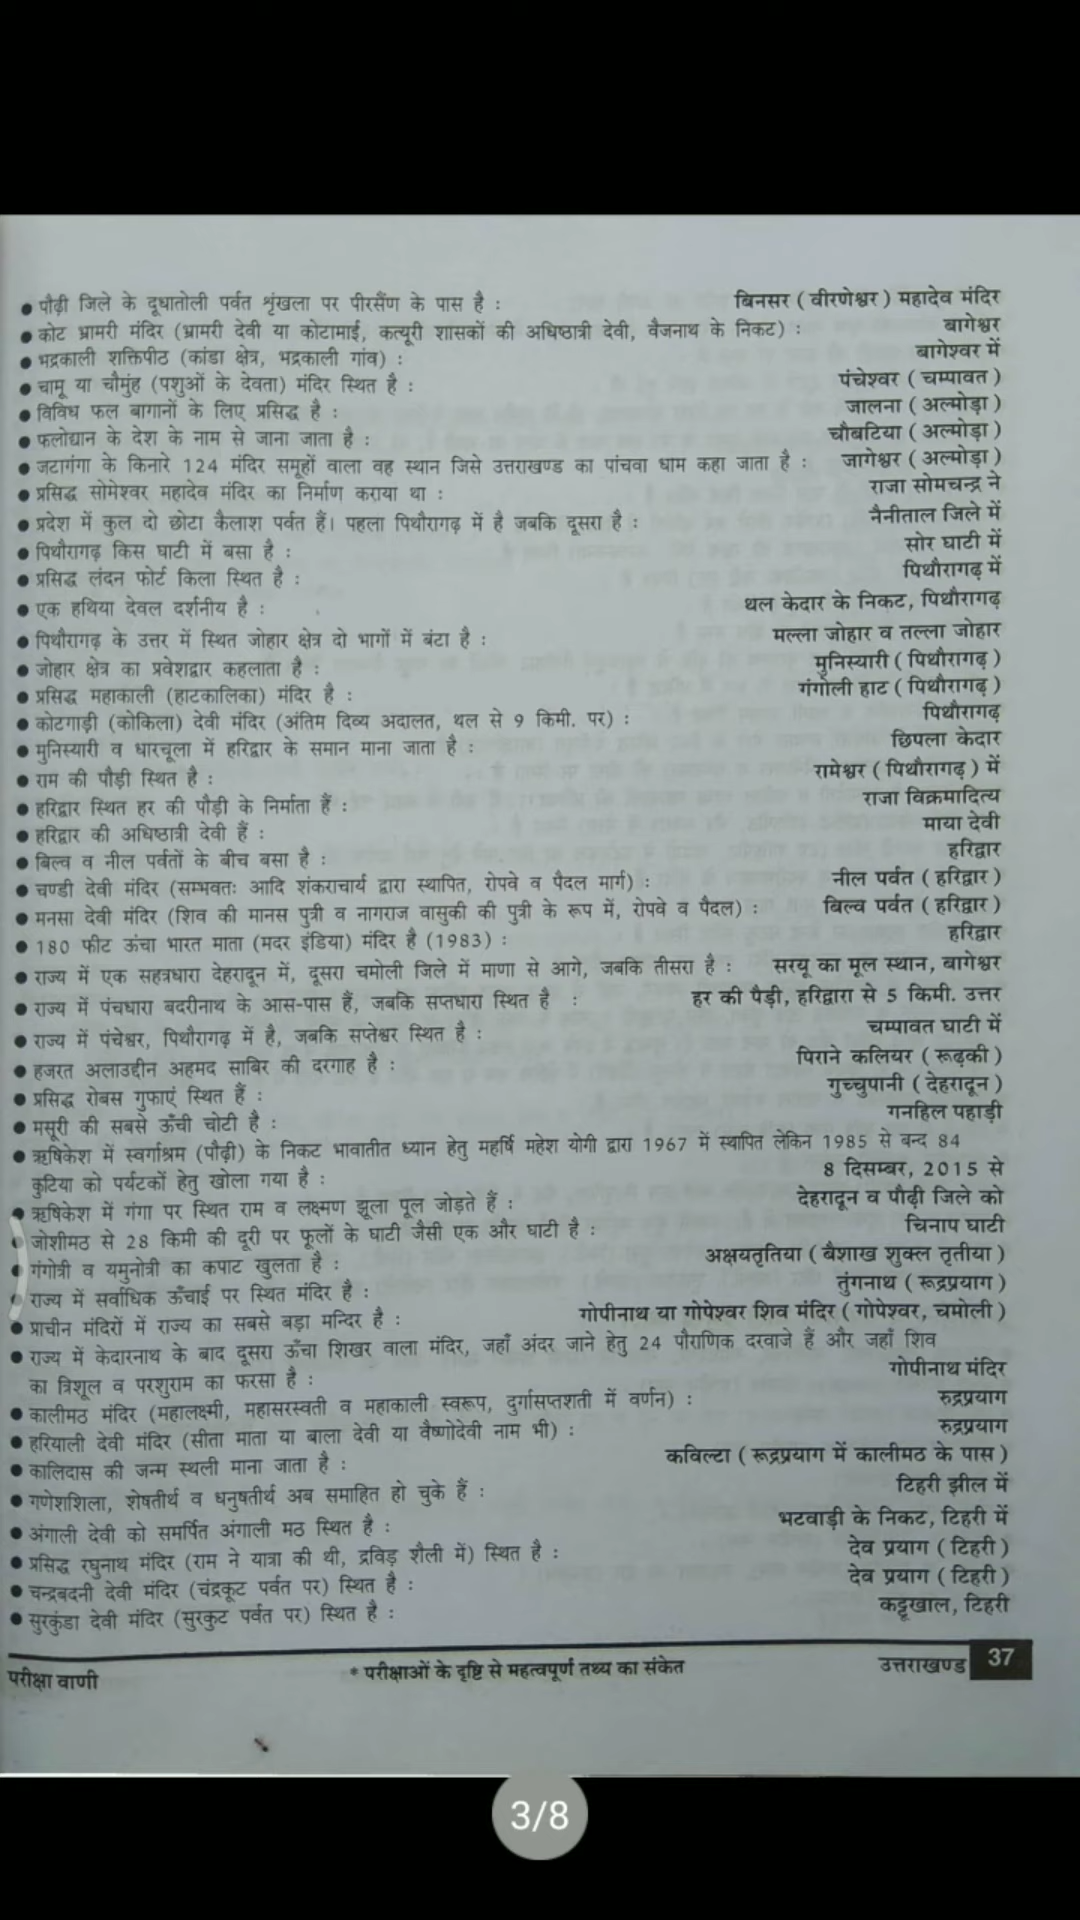 ● पौढ़ी जिले के दूधातोली पर्वत शृंखला पर पीरसैंण के पास है : बिनसर ( वीरणेश्वर ) महादेव मंदिर
● कोट भ्रामरी मंदिर (भ्रामरी देवी या कोटामाई, कत्यूरी शासकों की अधिष्ठात्री देवी, वैजनाथ के निकट) : बागेश्वर
● भद्रकाली शक्तिपीठ (कांडा क्षेत्र, भद्रकाली गांव) : बागेश्वर में
● चामू या चौमुंह (पशुओं के देवता) मंदिर स्थित है : पंचेश्वर ( चम्पावत )
● विविध फल बागानों के लिए प्रसिद्ध है : जालना ( अल्मोड़ा )
● फलोद्यान के देश के नाम से जाना जाता है : चौबटिया ( अल्मोड़ा )
● जटागंगा के किनारे 124 मंदिर समूहों वाला वह स्थान जिसे उत्तराखण्ड का पांचवा धाम कहा जाता है : जागेश्वर ( अल्मोड़ा )
● प्रसिद्ध सोमेश्वर महादेव मंदिर का निर्माण कराया था : राजा सोमचन्द्र ने
● प्रदेश में कुल दो छोटा कैलाश पर्वत हैं। पहला पिथौरागढ़ में है जबकि दूसरा है : नैनीताल जिले में
● पिथौरागढ़ किस घाटी में बसा है : सोर घाटी में
● प्रसिद्ध लंदन फोर्ट किला स्थित है : पिथौरागढ़ में
● एक हथिया देवल दर्शनीय है : थल केदार के निकट, पिथौरागढ़
● पिथौरागढ़ के उत्तर में स्थित जोहार क्षेत्र दो भागों में बंटा है : मल्ला जोहार व तल्ला जोहार
● जोहार क्षेत्र का प्रवेशद्वार कहलाता है : मुनिस्यारी ( पिथौरागढ़ )
● प्रसिद्ध महाकाली (हाटकालिका) मंदिर है : गंगोली हाट ( पिथौरागढ़ )
● कोटगाड़ी (कोकिला) देवी मंदिर (अंतिम दिव्य अदालत, थल से 9 किमी. पर) : पिथौरागढ़
● मुनिस्यारी व धारचूला में हरिद्वार के समान माना जाता है : छिपला केदार
● राम की पौड़ी स्थित है : रामेश्वर ( पिथौरागढ़ ) में
● हरिद्वार स्थित हर की पौड़ी के निर्माता हैं : राजा विक्रमादित्य
● हरिद्वार की अधिष्ठात्री देवी हैं : माया देवी
● बिल्व व नील पर्वतों के बीच बसा है : हरिद्वार
● चण्डी देवी मंदिर (सम्भवतः आदि शंकराचार्य द्वारा स्थापित, रोपवे व पैदल मार्ग) : नील पर्वत ( हरिद्वार )
● मनसा देवी मंदिर (शिव की मानस पुत्री व नागराज वासुकी की पुत्री के रूप में, रोपवे व पैदल) : बिल्व पर्वत ( हरिद्वार )
● 180 फीट ऊंचा भारत माता (मदर इंडिया) मंदिर है (1983) : हरिद्वार
● राज्य में एक सहस्त्रधारा देहरादून में, दूसरा चमोली जिले में माणा से आगे, जबकि तीसरा है : सरयू का मूल स्थान, बागेश्वर
● राज्य में पंचधारा बदरीनाथ के आस-पास हैं, जबकि सप्तधारा स्थित है : हर की पैड़ी, हरिद्वारा से 5 किमी. उत्तर
● राज्य में पंचेश्वर, पिथौरागढ़ में है, जबकि सप्तेश्वर स्थित है : चम्पावत घाटी में
● हजरत अलाउद्दीन अहमद साबिर की दरगाह है : पिराने कलियर ( रूढ़की )
● प्रसिद्ध रोबस गुफाएं स्थित हैं : गुच्चुपानी ( देहरादून )
● मसूरी की सबसे ऊँची चोटी है : गनहिल पहाड़ी
● ऋषिकेश में स्वर्गाश्रम (पौढ़ी) के निकट भावातीत ध्यान हेतु महर्षि महेश योगी द्वारा 1967 में स्थापित लेकिन 1985 से बन्द 84
कुटिया को पर्यटकों हेतु खोला गया है : 8 दिसम्बर, 2015 से
● ऋषिकेश में गंगा पर स्थित राम व लक्ष्मण झूला पूल जोड़ते हैं : देहरादून व पौढ़ी जिले को
● जोशीमठ से 28 किमी की दूरी पर फूलों के घाटी जैसी एक और घाटी है : चिनाप घाटी
● गंगोत्री व यमुनोत्री का कपाट खुलता है : अक्षयतृतिया ( बैशाख शुक्ल तृतीया )
● राज्य में सर्वाधिक ऊँचाई पर स्थित मंदिर है : तुंगनाथ ( रूद्रप्रयाग )
● प्राचीन मंदिरों में राज्य का सबसे बड़ा मन्दिर है : गोपीनाथ या गोपेश्वर शिव मंदिर ( गोपेश्वर, चमोली )
● राज्य में केदारनाथ के बाद दूसरा ऊँचा शिखर वाला मंदिर, जहाँ अंदर जाने हेतु 24 पौराणिक दरवाजे हैं और जहाँ शिव
का त्रिशूल व परशुराम का फरसा है : गोपीनाथ मंदिर
● कालीमठ मंदिर (महालक्ष्मी, महासरस्वती व महाकाली स्वरूप, दुर्गासप्तशती में वर्णन) : रुद्रप्रयाग
● हरियाली देवी मंदिर (सीता माता या बाला देवी या वैष्णोदेवी नाम भी) : रुद्रप्रयाग
● कालिदास की जन्म स्थली माना जाता है : कविल्टा ( रूद्रप्रयाग में कालीमठ के पास )
● गणेशशिला, शेषतीर्थ व धनुषतीर्थ अब समाहित हो चुके हैं : टिहरी झील में
● अंगाली देवी को समर्पित अंगाली मठ स्थित है : भटवाड़ी के निकट, टिहरी में
● प्रसिद्ध रघुनाथ मंदिर (राम ने यात्रा की थी, द्रविड़ शैली में) स्थित है : देव प्रयाग ( टिहरी )
● चन्द्रबदनी देवी मंदिर (चंद्रकूट पर्वत पर) स्थित है : देव प्रयाग ( टिहरी )
● सुरकुंडा देवी मंदिर (सुरकुट पर्वत पर) स्थित है : कद्दूखाल, टिहरी
परीक्षा वाणी * परीक्षाओं के दृष्टि से महत्वपूर्ण तथ्य का संकेत उत्तराखण्ड 37
3/8